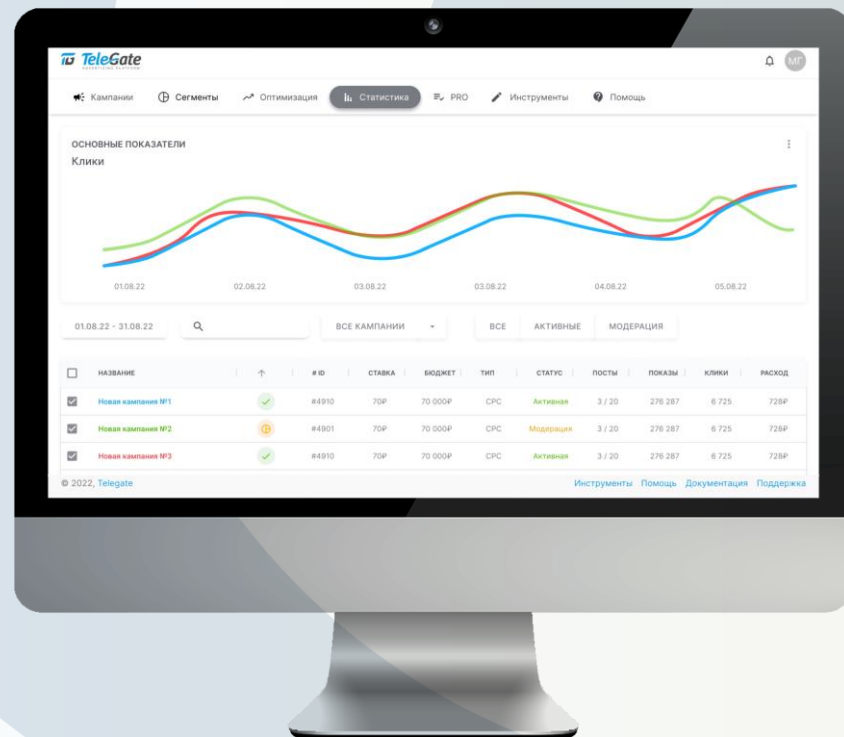 TeleGate
МГ
Кампании Сегменты Оптимизация Статистика PRO Инструменты Помощь
ОСНОВНЫЕ ПОКАЗАТЕЛИ
Клики
01.08.22 02.08.22 03.08.22 03.08.22 04.08.22 05.08.22
01.08.22 - 31.08.22 ВСЕ КАМПАНИИ ВСЕ АКТИВНЫЕ МОДЕРАЦИЯ
НАЗВАНИЕ # ID СТАВКА БЮДЖЕТ ТИП СТАТУС ПОСТЫ ПОКАЗЫ КЛИКИ РАСХОД
Новая кампания №1 #4910 70₽ 70 000₽ CPC Активная 3 / 20 276 287 6 725 728₽
Новая кампания №2 #4901 70₽ 70 000₽ CPC Модерация 3 / 20 276 287 6 725 728₽
Новая кампания №3 #4910 70₽ 70 000₽ CPC Активная 3 / 20 276 287 6 725 728₽
© 2022, Telegate Инструменты Помощь Документация Поддержка